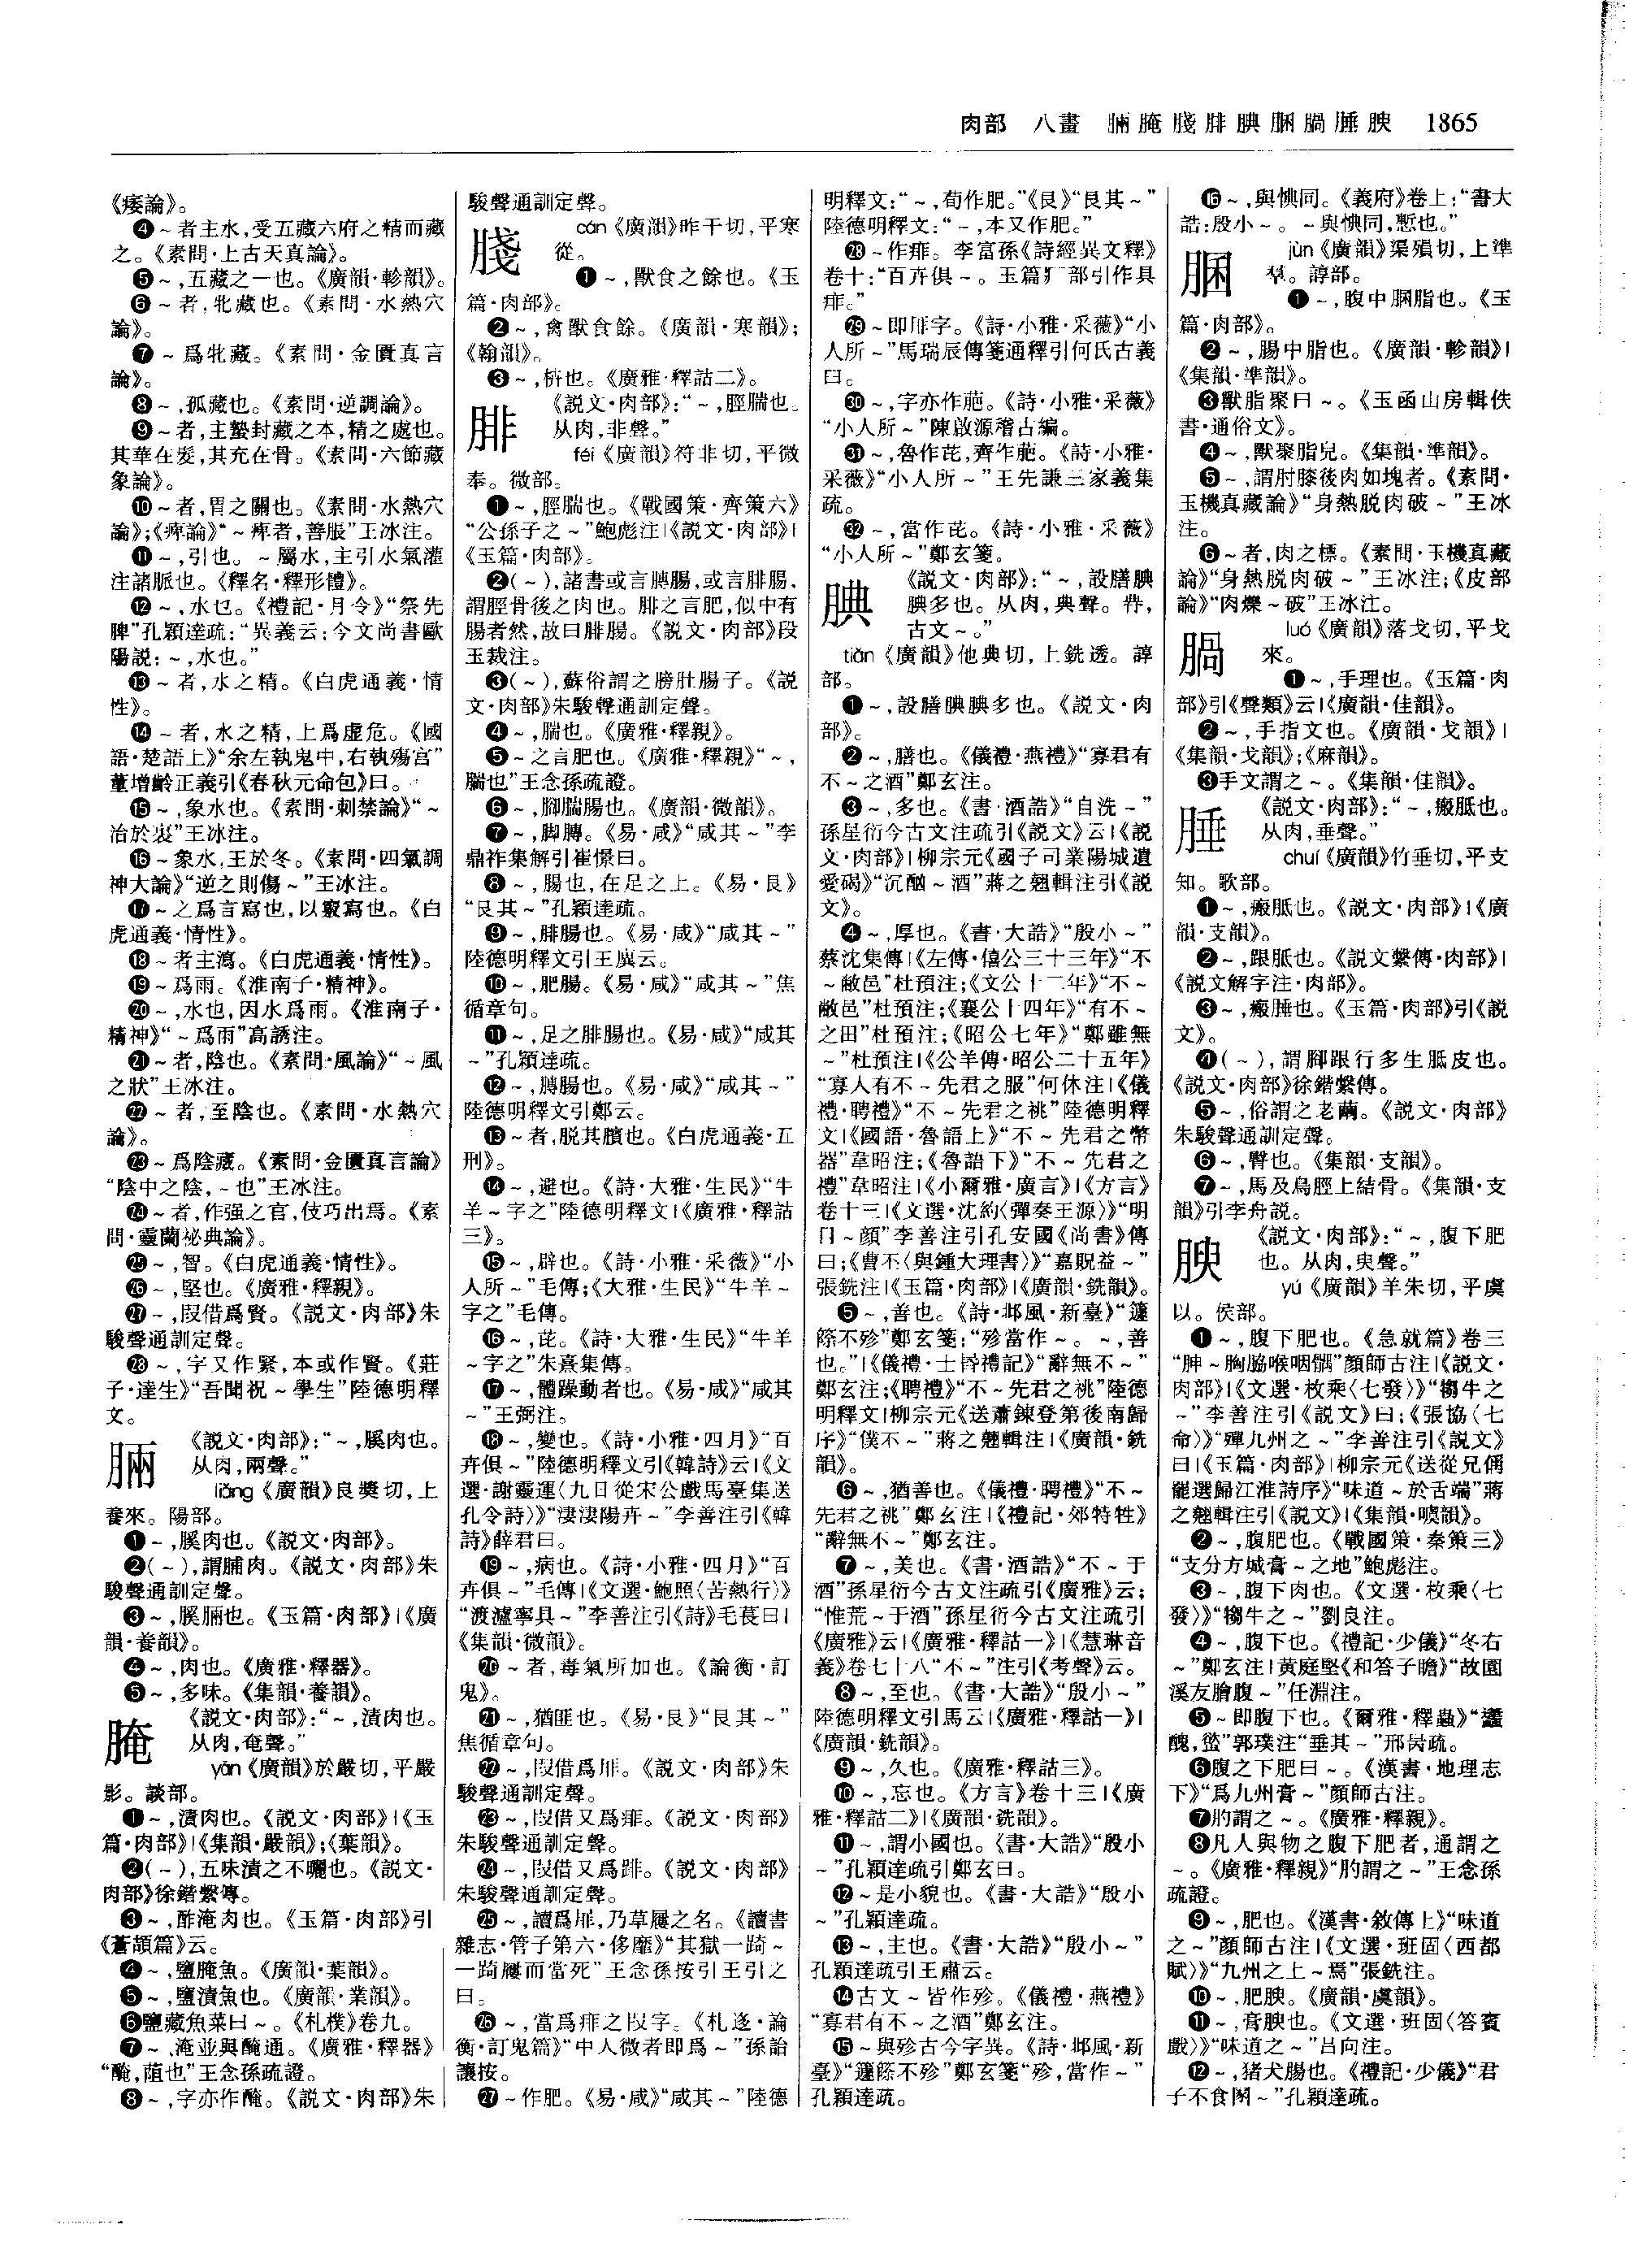 肉部　八畫　脼腌䏼腓腆䐃腡腄腴　1865
《痿論》。
❹～者主水,受五藏六府之精而藏
之。《素問·上古天真論》。
❺～,五藏之一也。《廣韻·軫韻》。
❻～者,牝藏也。《素問·水熱穴
論》。
❼～爲牝藏。《素問·金匱真言
論》。
❽～,孤藏也。《素問·逆調論》。
❾～者,主蟄封藏之本,精之處也。
其華在髮,其充在骨。《素問·六節藏
象論》。
❿～者,胃之關也。《素問·水熱穴
論》;《痹論》“～痹者,善脹”王冰注。
⓫～,引也。～屬水,主引水氣灌
注諸脈也。《釋名·釋形體》。
⓬～,水也。《禮記·月令》“祭先
脾”孔穎達疏:“異義云:今文尚書歐
陽説:～,水也。”
⓭～者,水之精。《白虎通義·情
性》。
⓮～者,水之精,上爲虚危。《國
語·楚語上》“余左執鬼中,右執殤宫”
董增齡正義引《春秋元命包》曰。
⓯～,象水也。《素問·刺禁論》“～
治於裏”王冰注。
⓰～象水,王於冬。《素問·四氣調
神大論》“逆之則傷～”王冰注。
⓱～之爲言寫也,以竅寫也。《白
虎通義·情性》。
⓲～者主瀉。《白虎通義·情性》。
⓳～爲雨。《淮南子·精神》。
⓴～,水也,因水爲雨。《淮南子·
精神》“～爲雨”高誘注。
㉑～者,陰也。《素問·風論》“～風
之狀”王冰注。
㉒～者,至陰也。《素問·水熱穴
論》。
㉓～爲陰藏。《素問·金匱真言論》
“陰中之陰,～也”王冰注。
㉔～者,作强之官,伎巧出焉。《素
問·靈蘭祕典論》。
㉕～,智。《白虎通義·情性》。
㉖～,堅也。《廣雅·釋親》。
㉗～,叚借爲賢。《説文·肉部》朱
駿聲通訓定聲。
㉘～,字又作緊,本或作賢。《莊
子·達生》“吾聞祝～學生”陸德明釋
文。
脼
《説文·肉部》:“～,膎肉也。
从肉,兩聲。”
liǎng《廣韻》良奬切,上
養來。陽部。
❶～,膎肉也。《説文·肉部》。
❷(～),謂脯肉。《説文·肉部》朱
駿聲通訓定聲。
❸～,膎脼也。《玉篇·肉部》|《廣
韻·養韻》。
❹～,肉也。《廣雅·釋器》。
❺～,多味。《集韻·養韻》。
腌
《説文·肉部》:“～,漬肉也。
从肉,奄聲。”
yān《廣韻》於嚴切,平嚴
影。談部。
❶～,漬肉也。《説文·肉部》|《玉
篇·肉部》|《集韻·嚴韻》;《葉韻》。
❷(～),五味漬之不曬也。《説文·
肉部》徐鍇繫傳。
❸～,酢淹肉也。《玉篇·肉部》引
《蒼頡篇》云。
❹～,鹽腌魚。《廣韻·葉韻》。
❺～,鹽漬魚也。《廣韻·業韻》。
❻鹽藏魚菜曰～。《札樸》卷九。
❼～、淹並與醃通。《廣雅·釋器》
“醃,葅也”王念孫疏證。
❽～,字亦作醃。《説文·肉部》朱
駿聲通訓定聲。
䏼
cán《廣韻》昨干切,平寒
從。
❶～,獸食之餘也。《玉
篇·肉部》。
❷～,禽獸食餘。《廣韻·寒韻》;
《翰韻》。
❸～,㭊也。《廣雅·釋詁二》。
腓
《説文·肉部》:“～,脛腨也。
从肉,非聲。”
féi《廣韻》符非切,平微
奉。微部。
❶～,脛腨也。《戰國策·齊策六》
“公孫子之～”鮑彪注|《説文·肉部》|
《玉篇·肉部》。
❷(～),諸書或言膞腸,或言腓腸,
謂脛骨後之肉也。腓之言肥,似中有
腸者然,故曰腓腸。《説文·肉部》段
玉裁注。
❸(～),蘇俗謂之膀肚腸子。《説
文·肉部》朱駿聲通訓定聲。
❹～,腨也。《廣雅·釋親》。
❺～之言肥也。《廣雅·釋親》“～,
腨也”王念孫疏證。
❻～,腳腨腸也。《廣韻·微韻》。
❼～,脚膊。《易·咸》“咸其～”李
鼎祚集解引崔憬曰。
❽～,腸也,在足之上。《易·艮》
“艮其～”孔穎達疏。
❾～,腓腸也。《易·咸》“咸其～”
陸德明釋文引王廙云。
❿～,肥腸。《易·咸》“咸其～”焦
循章句。
⓫～,足之腓腸也。《易·咸》“咸其
～”孔穎達疏。
⓬～,膞腸也。《易·咸》“咸其～”
陸德明釋文引鄭云。
⓭～者,脱其臏也。《白虎通義·五
刑》。
⓮～,避也。《詩·大雅·生民》“牛
羊～字之”陸德明釋文|《廣雅·釋詁
三》。
⓯～,辟也。《詩·小雅·采薇》“小
人所～”毛傳;《大雅·生民》“牛羊～
字之”毛傳。
⓰～,芘。《詩·大雅·生民》“牛羊
～字之”朱熹集傳。
⓱～,體躁動者也。《易·咸》“咸其
～”王弼注。
⓲～,變也。《詩·小雅·四月》“百
卉俱～”陸德明釋文引《韓詩》云|《文
選·謝靈運〈九日從宋公戲馬臺集送
孔令詩〉》“淒淒陽卉～”李善注引《韓
詩》薛君曰。
⓳～,病也。《詩·小雅·四月》“百
卉俱～”毛傳|《文選·鮑照〈苦熱行〉》
“渡瀘寧具～”李善注引《詩》毛萇曰|
《集韻·微韻》。
⓴～者,毒氣所加也。《論衡·訂
鬼》。
㉑～,猶匪也。《易·艮》“艮其～”
焦循章句。
㉒～,叚借爲厞。《説文·肉部》朱
駿聲通訓定聲。
㉓～,叚借又爲痱。《説文·肉部》
朱駿聲通訓定聲。
㉔～,叚借又爲跸。《説文·肉部》
朱駿聲通訓定聲。
㉕～,讀爲屝,乃草屨之名。《讀書
雜志·管子第六·侈靡》“其獄一踦～
一踦屨而當死”王念孫按引王引之
曰。
㉖～,當爲痱之叚字。《札迻·論
衡·訂鬼篇》“中人微者即爲～”孫詒
讓按。
㉗～作肥。《易·咸》“咸其～”陸德
明釋文:“～,荀作肥。”《艮》“艮其～”
陸德明釋文:“～,本又作肥。”
㉘～作痱。李富孫《詩經異文釋》
卷十:“百卉俱～。玉篇疒部引作具
痱。”
㉙～即厞字。《詩·小雅·采薇》“小
人所～”馬瑞辰傳箋通釋引何氏古義
曰。
㉚～,字亦作萉。《詩·小雅·采薇》
“小人所～”陳啟源稽古編。
㉛～,魯作芘,齊作萉。《詩·小雅·
采薇》“小人所～”王先謙三家義集
疏。
㉜～,當作芘。《詩·小雅·采薇》
“小人所～”鄭玄箋。
腆
《説文·肉部》:“～,設膳腆
腆多也。从肉,典聲。㖭,
古文～。”
tiǎn《廣韻》他典切,上銑透。諄
部。
❶～,設膳腆腆多也。《説文·肉
部》。
❷～,膳也。《儀禮·燕禮》“寡君有
不～之酒”鄭玄注。
❸～,多也。《書·酒誥》“自洗～”
孫星衍今古文注疏引《説文》云|《説
文·肉部》|柳宗元《國子司業陽城遺
愛碣》“沉酗～酒”蔣之翹輯注引《説
文》。
❹～,厚也。《書·大誥》“殷小～”
蔡沈集傳|《左傳·僖公三十三年》“不
～敝邑”杜預注;《文公十二年》“不～
敝邑”杜預注;《襄公十四年》“有不～
之田”杜預注;《昭公七年》“鄭雖無
～”杜預注|《公羊傳·昭公二十五年》
“寡人有不～先君之服”何休注|《儀
禮·聘禮》“不～先君之祧”陸德明釋
文|《國語·魯語上》“不～先君之幣
器”韋昭注;《魯語下》“不～先君之
禮”韋昭注|《小爾雅·廣言》|《方言》
卷十三|《文選·沈約〈彈奏王源〉》“明
目～顔”李善注引孔安國《尚書》傳
曰;《曹丕〈與鍾大理書〉》“嘉貺益～”
張銑注|《玉篇·肉部》|《廣韻·銑韻》。
❺～,善也。《詩·邶風·新臺》“籧
篨不殄”鄭玄箋:“殄當作～。～,善
也。”|《儀禮·士昏禮記》“辭無不～”
鄭玄注;《聘禮》“不～先君之祧”陸德
明釋文|柳宗元《送蕭鍊登第後南歸
序》“僕不～”蔣之翹輯注|《廣韻·銑
韻》。
❻～,猶善也。《儀禮·聘禮》“不～
先君之祧”鄭玄注|《禮記·郊特牲》
“辭無不～”鄭玄注。
❼～,美也。《書·酒誥》“不～于
酒”孫星衍今古文注疏引《廣雅》云;
“惟荒～于酒”孫星衍今古文注疏引
《廣雅》云|《廣雅·釋詁一》|《慧琳音
義》卷七十八“不～”注引《考聲》云。
❽～,至也。《書·大誥》“殷小～”
陸德明釋文引馬云|《廣雅·釋詁一》|
《廣韻·銑韻》。
❾～,久也。《廣雅·釋詁三》。
❿～,忘也。《方言》卷十三|《廣
雅·釋詁二》|《廣韻·銑韻》。
⓫～,謂小國也。《書·大誥》“殷小
～”孔穎達疏引鄭玄曰。
⓬～是小貌也。《書·大誥》“殷小
～”孔穎達疏。
⓭～,主也。《書·大誥》“殷小～”
孔穎達疏引王肅云。
⓮古文～皆作殄。《儀禮·燕禮》
“寡君有不～之酒”鄭玄注。
⓯～與殄古今字異。《詩·邶風·新
臺》“籧篨不殄”鄭玄箋“殄,當作～”
孔穎達疏。
⓰～,與㥏同。《義府》卷上:“書大
誥:殷小～。～與㥏同,慙也。”
䐃
jùn《廣韻》渠殞切,上準
羣。諄部。
❶～,腹中䐃脂也。《玉
篇·肉部》。
❷～,腸中脂也。《廣韻·軫韻》|
《集韻·準韻》。
❸獸脂聚曰～。《玉函山房輯佚
書·通俗文》。
❹～,獸聚脂皃。《集韻·準韻》。
❺～,謂肘膝後肉如塊者。《素問·
玉機真藏論》“身熱脱肉破～”王冰
注。
❻～者,肉之標。《素問·玉機真藏
論》“身熱脱肉破～”王冰注;《皮部
論》“肉爍～破”王冰注。
腡
luó《廣韻》落戈切,平戈
來。
❶～,手理也。《玉篇·肉
部》引《聲類》云|《廣韻·佳韻》。
❷～,手指文也。《廣韻·戈韻》|
《集韻·戈韻》;《麻韻》。
❸手文謂之～。《集韻·佳韻》。
腄
《説文·肉部》:“～,瘢胝也。
从肉,垂聲。”
chuí《廣韻》竹垂切,平支
知。歌部。
❶～,瘢胝也。《説文·肉部》|《廣
韻·支韻》。
❷～,跟胝也。《説文繫傳·肉部》|
《説文解字注·肉部》。
❸～,瘢腄也。《玉篇·肉部》引《説
文》。
❹(～),謂腳跟行多生胝皮也。
《説文·肉部》徐鍇繫傳。
❺～,俗謂之老繭。《説文·肉部》
朱駿聲通訓定聲。
❻～,臀也。《集韻·支韻》。
❼～,馬及鳥脛上結骨。《集韻·支
韻》引李舟説。
腴
《説文·肉部》:“～,腹下肥
也。从肉,臾聲。”
yú《廣韻》羊朱切,平虞
以。侯部。
❶～,腹下肥也。《急就篇》卷三
“肿～胸脇喉咽髃”顔師古注|《説文·
肉部》|《文選·枚乘〈七發〉》“犓牛之
～”李善注引《説文》曰;《張協〈七
命〉》“殫九州之～”李善注引《説文》
曰|《玉篇·肉部》|柳宗元《送從兄偁
罷選歸江淮詩序》“味道～於舌端”蔣
之翹輯注引《説文》|《集韻·噳韻》。
❷～,腹肥也。《戰國策·秦策三》
“支分方城膏～之地”鮑彪注。
❸～,腹下肉也。《文選·枚乘〈七
發〉》“犓牛之～”劉良注。
❹～,腹下也。《禮記·少儀》“冬右
～”鄭玄注|黄庭堅《和答子瞻》“故園
溪友膾腹～”任淵注。
❺～即腹下也。《爾雅·釋蟲》“蠿
醜,螸”郭璞注“垂其～”邢昺疏。
❻腹之下肥曰～。《漢書·地理志
下》“爲九州膏～”顔師古注。
❼肑謂之～。《廣雅·釋親》。
❽凡人與物之腹下肥者,通謂之
～。《廣雅·釋親》“肑謂之～”王念孫
疏證。
❾～,肥也。《漢書·敘傳上》“味道
之～”顔師古注|《文選·班固〈西都
賦〉》“九州之上～焉”張銑注。
❿～,肥腴。《廣韻·虞韻》。
⓫～,膏腴也。《文選·班固〈答賓
戲〉》“味道之～”吕向注。
⓬～,猪犬腸也。《禮記·少儀》“君
子不食圂～”孔穎達疏。